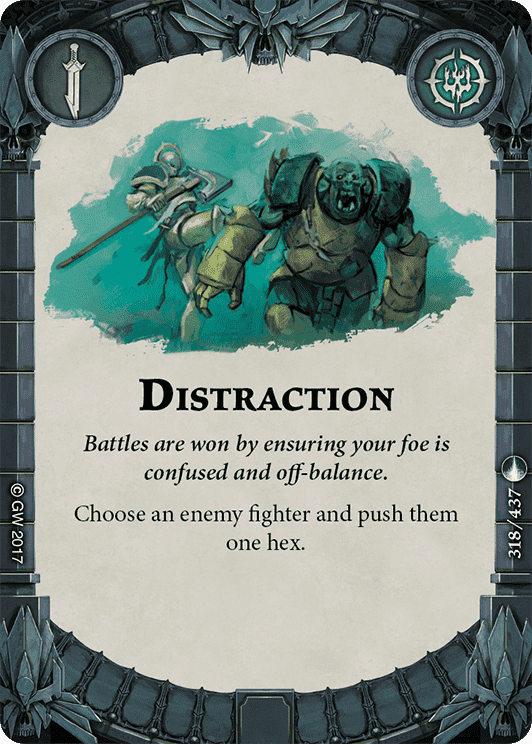 DISTRACTION
Battles are won by ensuring your foe is
confused and off-balance.
Choose an enemy fighter and push them
one hex.
© GW 2017
318/437